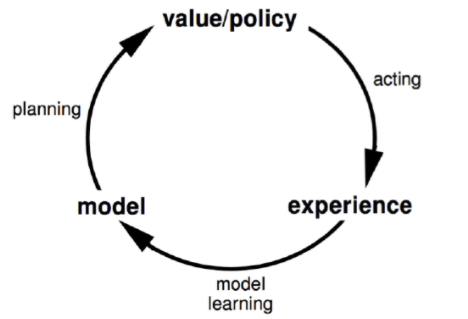 value/policy
acting
planning
model
experience
model
learning